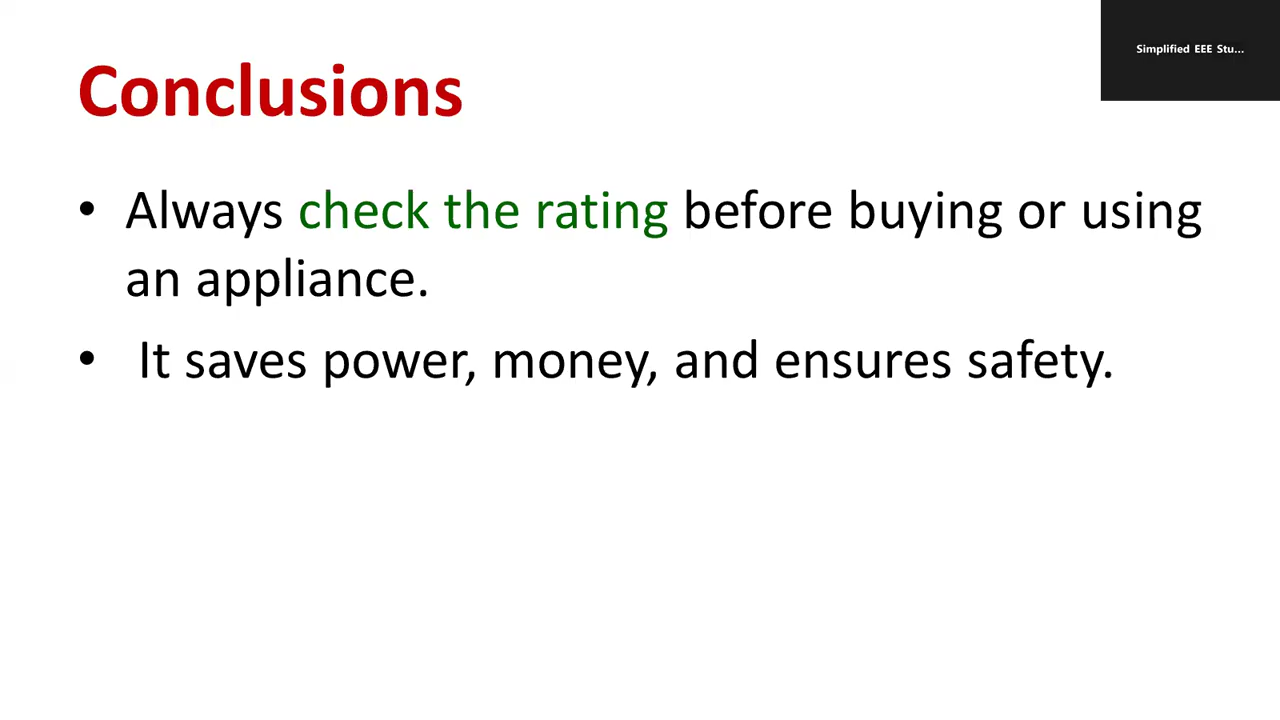 Simplified EEE Stu...
Conclusions
• Always check the rating before buying or using
an appliance.
• It saves power, money, and ensures safety.